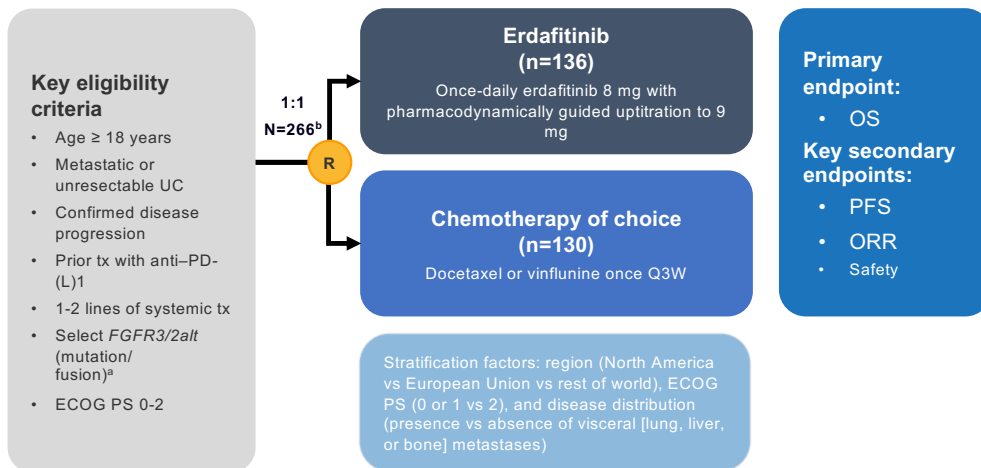 Key eligibility
criteria
• Age ≥ 18 years
• Metastatic or
unresectable UC
• Confirmed disease
progression
• Prior tx with anti–PD-
(L)1
• 1-2 lines of systemic tx
• Select FGFR3/2alt
(mutation/
fusion)ᵃ
• ECOG PS 0-2
1:1
N=266ᵇ
R
Erdafitinib
(n=136)
Once-daily erdafitinib 8 mg with
pharmacodynamically guided uptitration to 9
mg
Chemotherapy of choice
(n=130)
Docetaxel or vinflunine once Q3W
Stratification factors: region (North America
vs European Union vs rest of world), ECOG
PS (0 or 1 vs 2), and disease distribution
(presence vs absence of visceral [lung, liver,
or bone] metastases)
Primary
endpoint:
• OS
Key secondary
endpoints:
• PFS
• ORR
• Safety